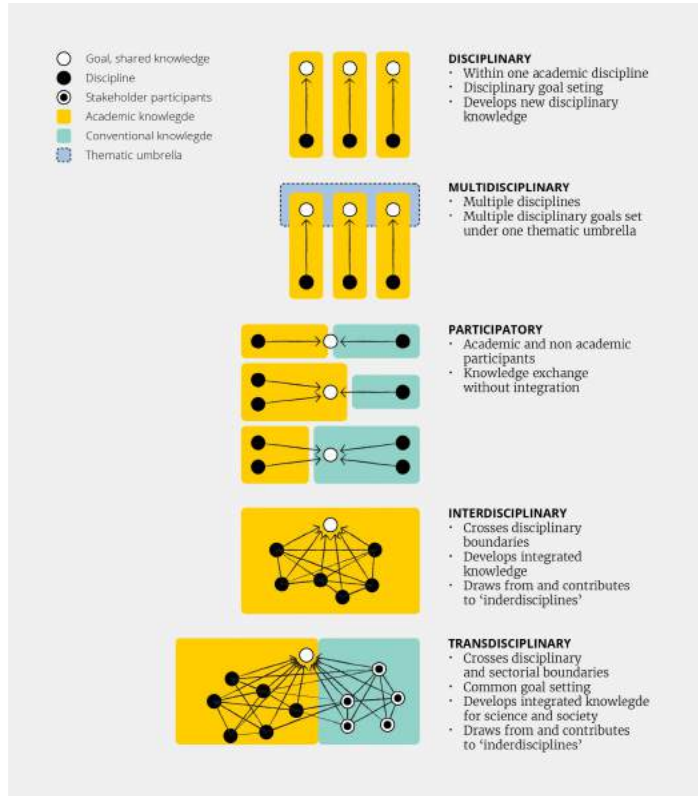 Goal, shared knowledge
Discipline
Stakeholder participants
Academic knowlegde
Conventional knowlegde
Thematic umbrella
DISCIPLINARY
· Within one academic discipline
· Disciplinary goal seting
· Develops new disciplinary
knowledge
MULTIDISCIPLINARY
· Multiple disciplines
· Multiple disciplinary goals set
under one thematic umbrella
PARTICIPATORY
· Academic and non academic
participants
· Knowledge exchange
without integration
INTERDISCIPLINARY
· Crosses disciplinary
boundaries
· Develops integrated
knowledge
· Draws from and contributes
to ‘inderdisciplines’
TRANSDISCIPLINARY
· Crosses disciplinary
and sectorial boundaries
· Common goal setting
· Develops integrated knowlegde
for science and society
· Draws from and contributes
to ‘inderdisciplines’